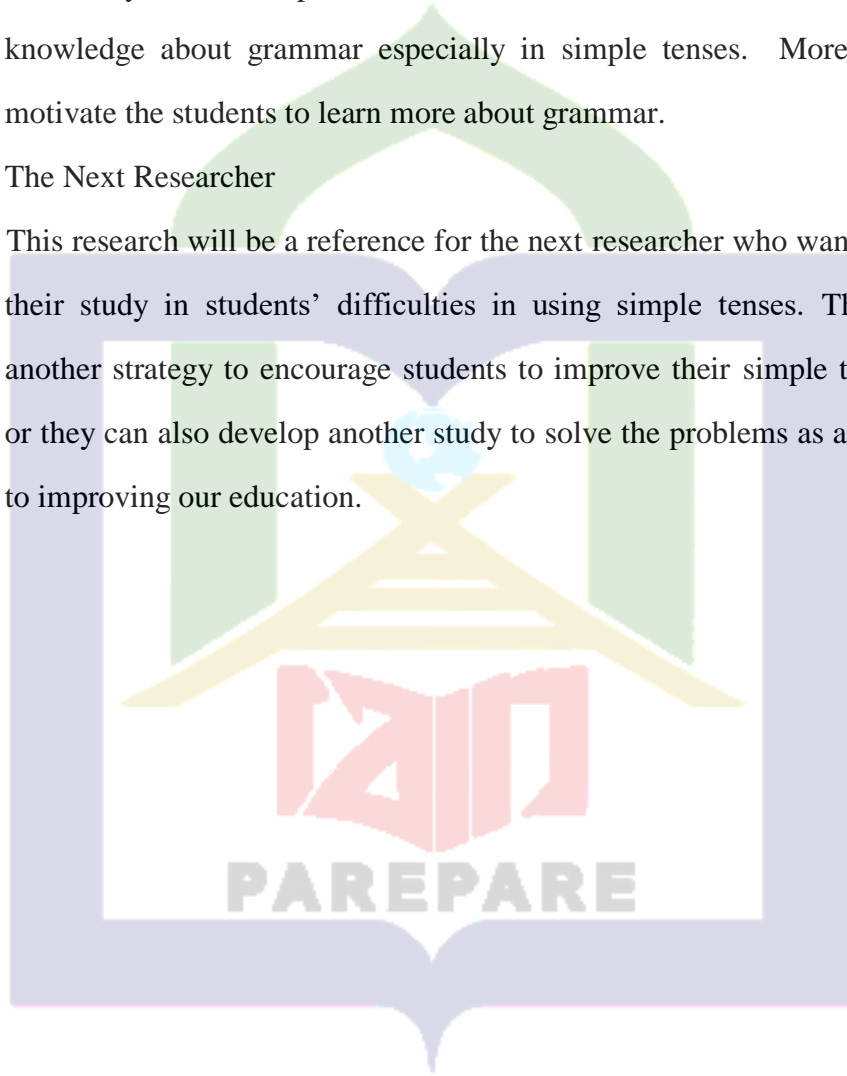 knowledge about grammar especially in simple tenses. More
motivate the students to learn more about grammar.
The Next Researcher
This research will be a reference for the next researcher who wan
their study in students’ difficulties in using simple tenses. Th
another strategy to encourage students to improve their simple t
or they can also develop another study to solve the problems as a
to improving our education.
PAREPARE